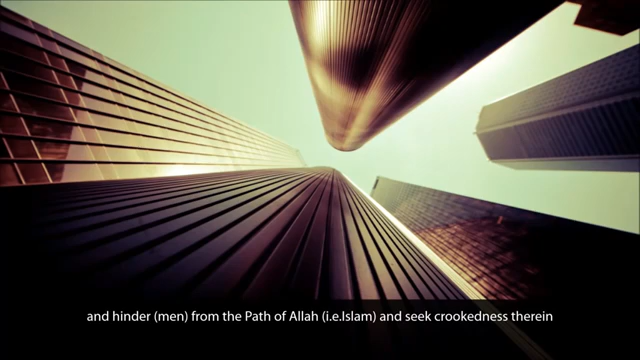 and hinder (men) from the Path of Allah (i.e.Islam) and seek crookedness therein